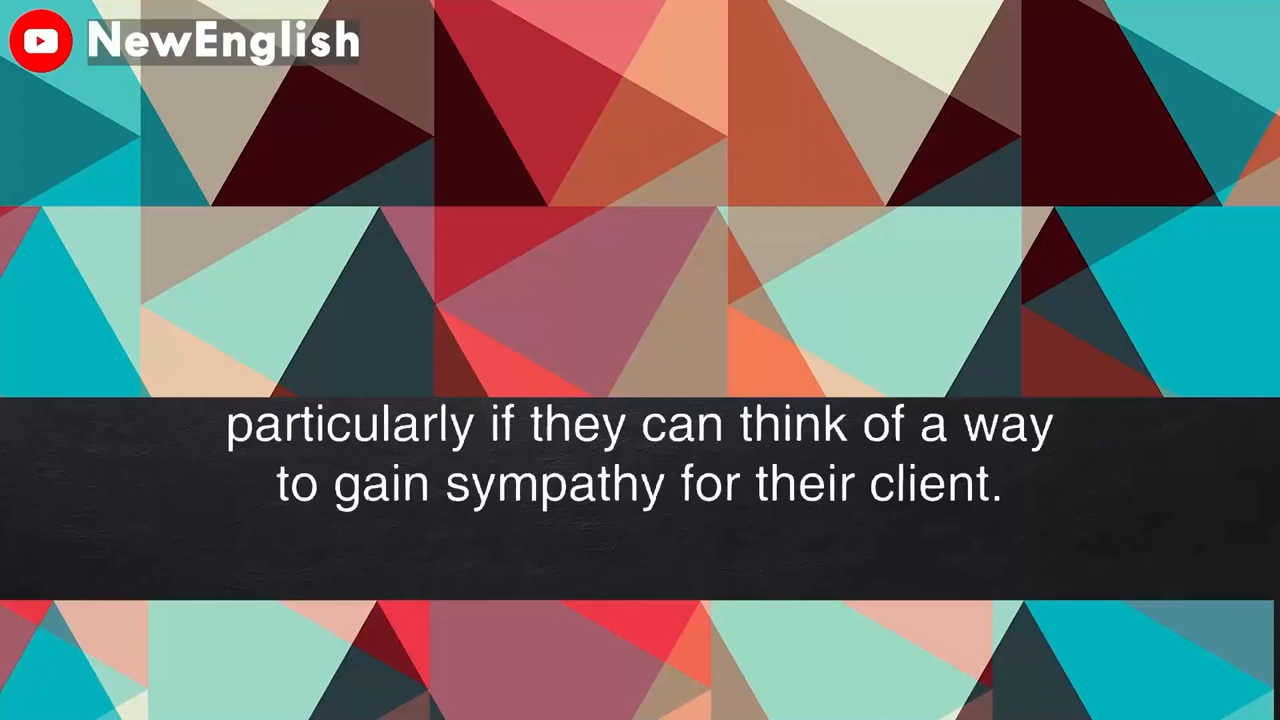 NewEnglish
particularly if they can think of a way
to gain sympathy for their client.